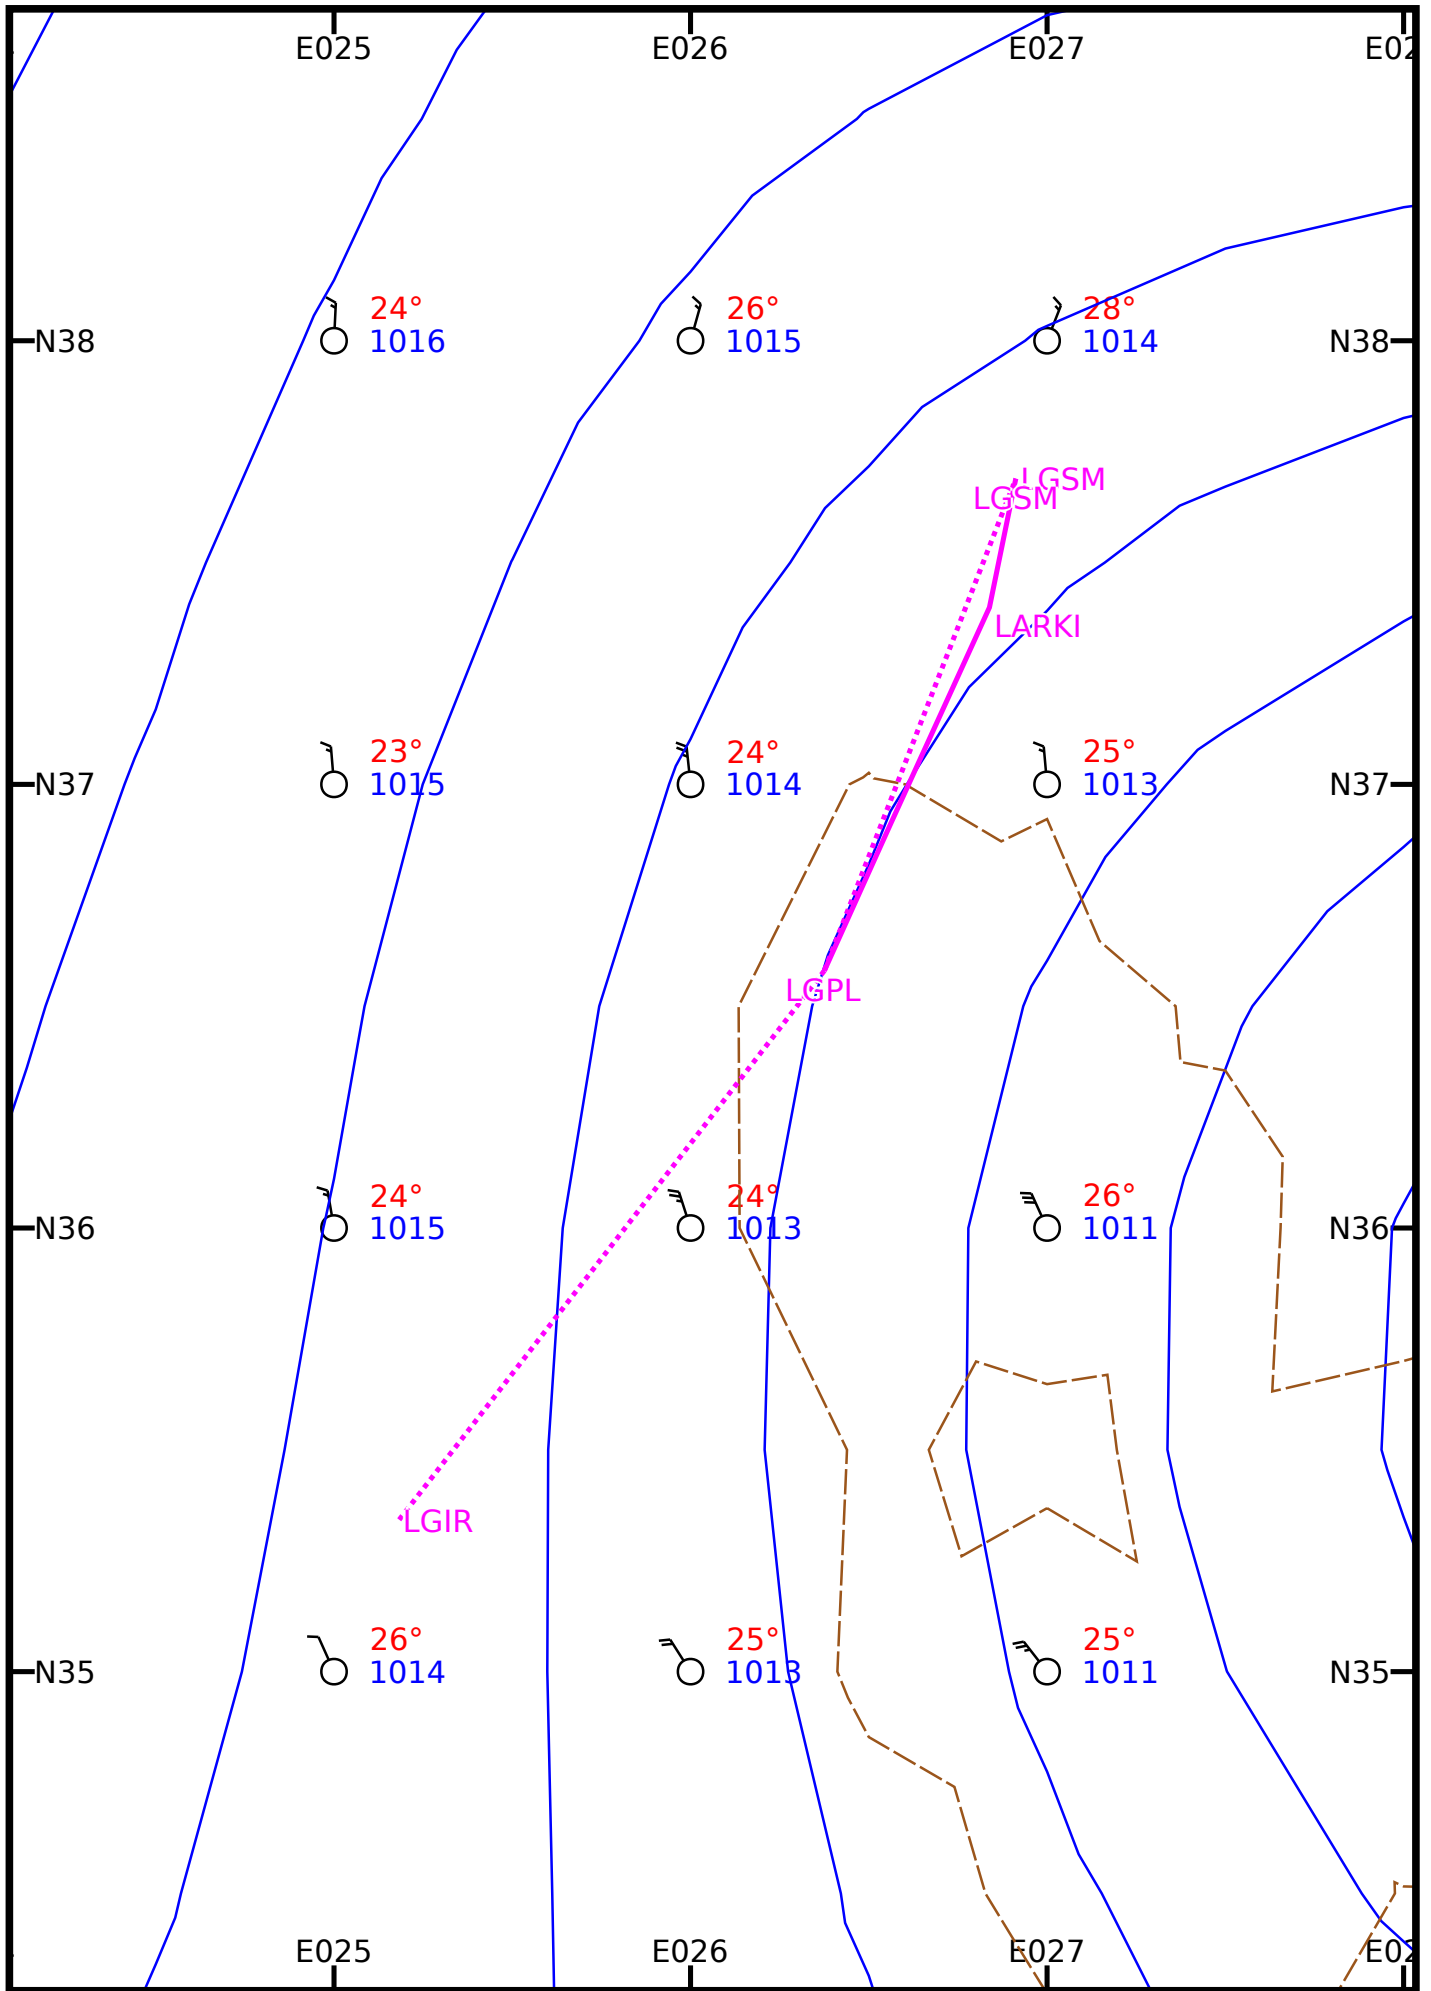 E025 E026 E027 E02
24° 26° 28°
N38 1016 1015 1014 N38
LGSM
LGSM
LARKI
23° 24° 25°
N37 1015 1014 1013 N37
LGPL
24° 24° 26°
N36 1015 1013 1011 N36
LGIR
26° 25° 25°
N35 1014 1013 1011 N35
E025 E026 E027 E02